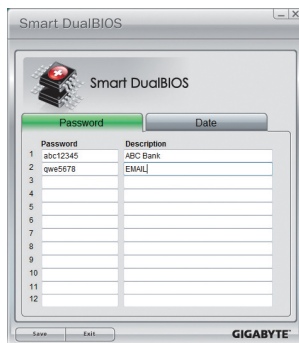 Smart DualBIOS
Smart DualBIOS
Password Date
Password Description
1 abc12345 ABC Bank
2 qwe5678 EMAIL
3
4
5
6
7
8
9
10
11
12
Save Exit GIGABYTE